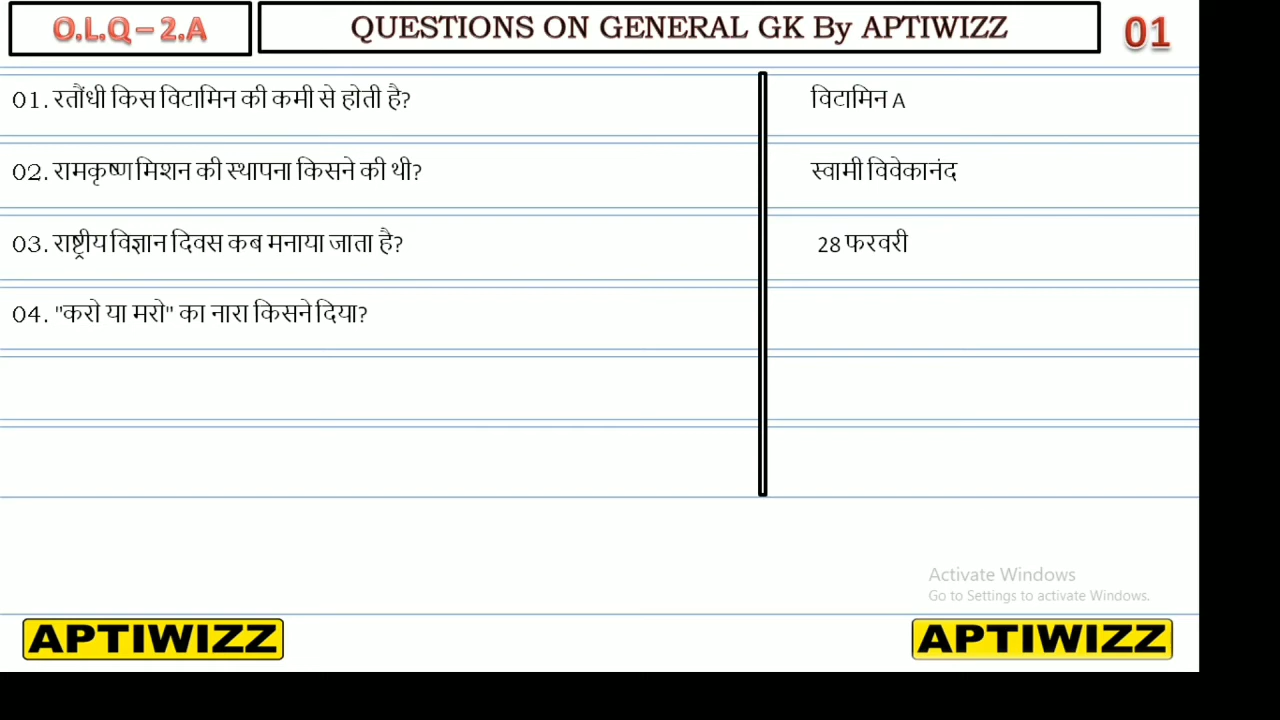 O.L.Q – 2.A
QUESTIONS ON GENERAL GK By APTIWIZZ
01
01. रतौंधी किस विटामिन की कमी से होती है?
विटामिन A
02. रामकृष्ण मिशन की स्थापना किसने की थी?
स्वामी विवेकानंद
03. राष्ट्रीय विज्ञान दिवस कब मनाया जाता है?
28 फरवरी
04. "करो या मरो" का नारा किसने दिया?
Activate Windows
Go to Settings to activate Windows.
APTIWIZZ
APTIWIZZ